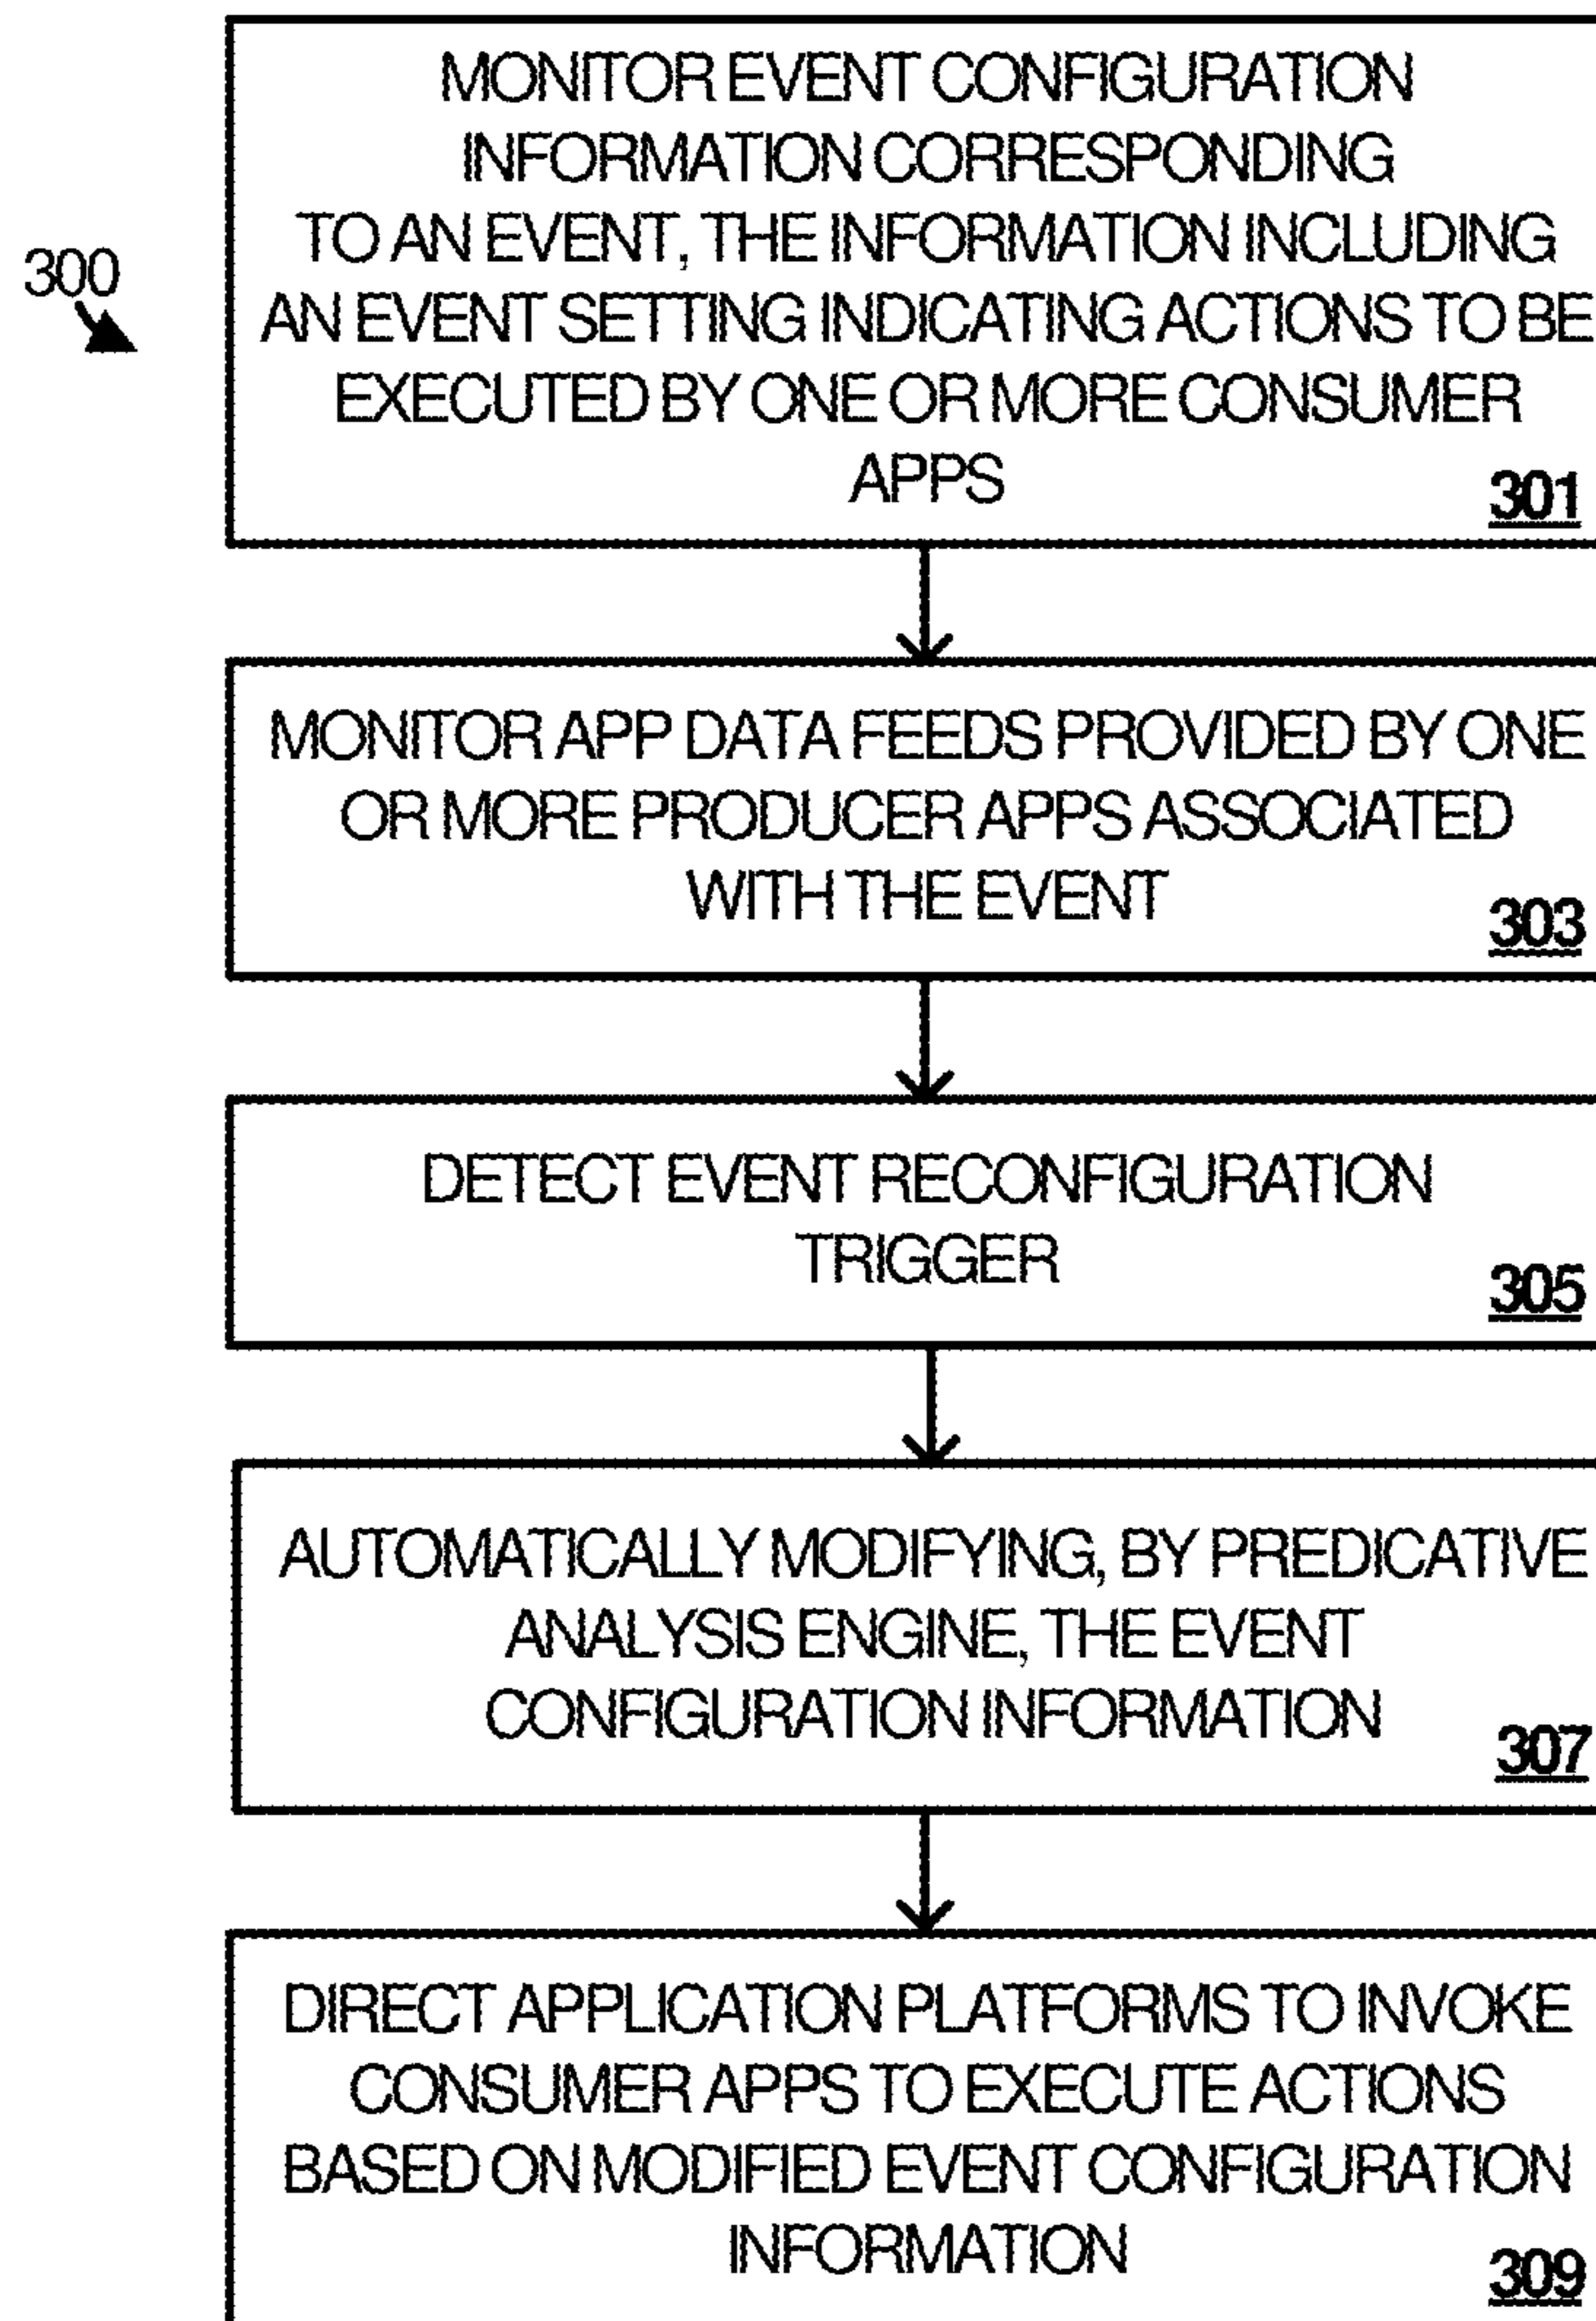 MONITOR EVENT CONFIGURATION
INFORMATION CORRESPONDING
TO AN EVENT, THE INFORMATION INCLUDING
300
AN EVENT SETTING INDICATING ACTIONS TO BE
EXECUTED BY ONE OR MORE CONSUMER
APPS
301
MONITOR APP DATA FEEDS PROVIDED BY ONE
OR MORE PRODUCER APPS ASSOCIATED
WITH THE EVENT
303
DETECT EVENT RECONFIGURATION
TRIGGER
305
AUTOMATICALLY MODIFYING, BY PREDICATIVE
ANALYSIS ENGINE, THE EVENT
CONFIGURATION INFORMATION
307
DIRECT APPLICATION PLATFORMS TO INVOKE
CONSUMER APPS TO EXECUTE ACTIONS
BASED ON MODIFIED EVENT CONFIGURATION
INFORMATION
309